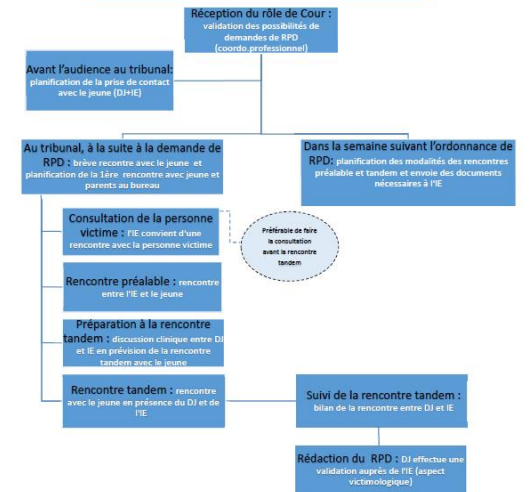 Réception du rôle de Cour :
validation des possibilités de
demandes de RPD
(coordo.professionnel)
Avant l'audience au tribunal:
planification de la prise de contact
avec le jeune (DJ+IE)
Au tribunal, à la suite à la demande de
RPD : brève recontre avec le jeune et
planification de la 1ère rencontre avec jeune et
parents au bureau
Dans la semaine suivant l'ordonnance de
RPD: planification des modalités des rencontres
préalable et tandem et envoie des documents
nécessaires à l'IE
Consultation de la personne
victime : l'IE convient d'une
rencontre avec la personne victime
Préférable de faire
la consultation
avant la rencontre
tandem
Rencontre préalable : rencontre
entre l'IE et le jeune
Préparation à la rencontre
tandem : discussion clinique entre DJ
et IE en prévision de la rencontre
tandem avec le jeune
Rencontre tandem : rencontre
avec le jeune en présence du DJ et de
l'IE
Suivi de la rencontre tandem :
bilan de la rencontre entre DJ et IE
Rédaction du RPD : DJ effectue une
validation auprès de l'IE (aspect
victimologique)